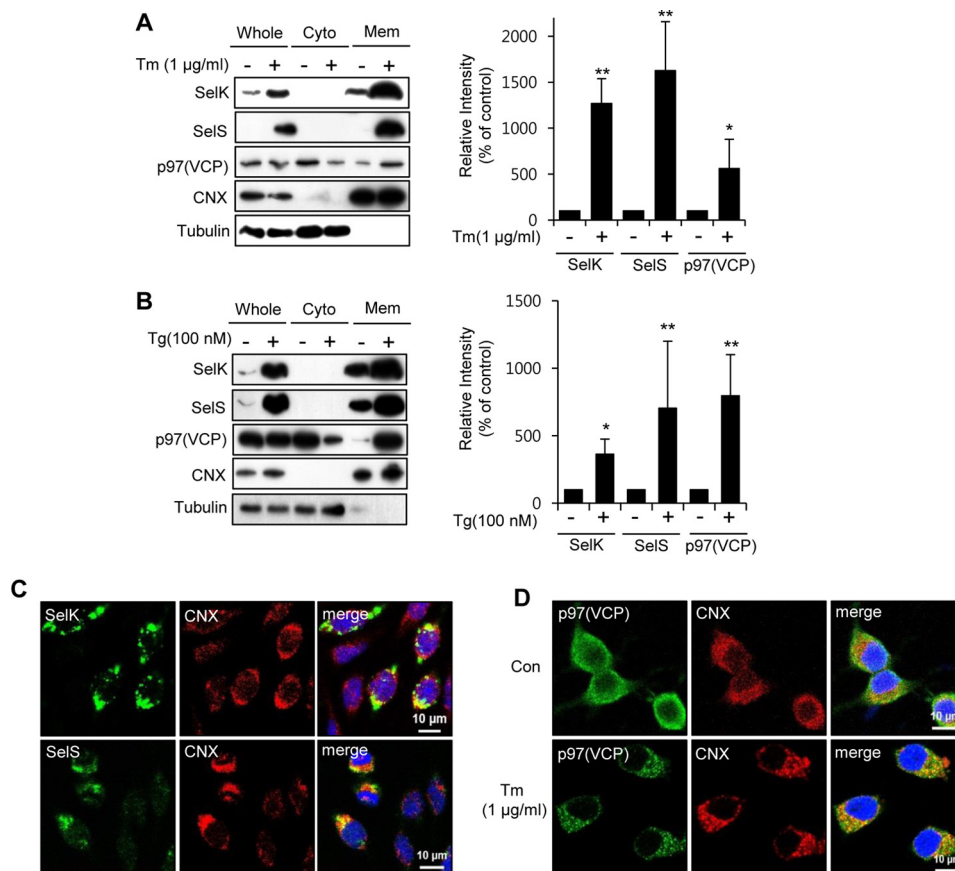 A
Whole Cyto Mem
Tm (1 µg/ml) - + - + - +
SelK
SelS
p97(VCP)
CNX
Tubulin
Relative Intensity
(% of control)
2000
1500
1000
500
0
** ** *
Tm(1 µg/ml) - + - + - +
SelK SelS p97(VCP)
B
Whole Cyto Mem
Tg(100 nM) - + - + - +
SelK
SelS
p97(VCP)
CNX
Tubulin
Relative Intensity
(% of control)
1500
1000
500
0
* ** **
Tg(100 nM) - + - + - +
SelK SelS p97(VCP)
C
SelK CNX merge
10 µm
SelS CNX merge
10 µm
D
p97(VCP) CNX merge
Con
10 µm
p97(VCP) CNX merge
Tm
(1 µg/ml)
10 µm